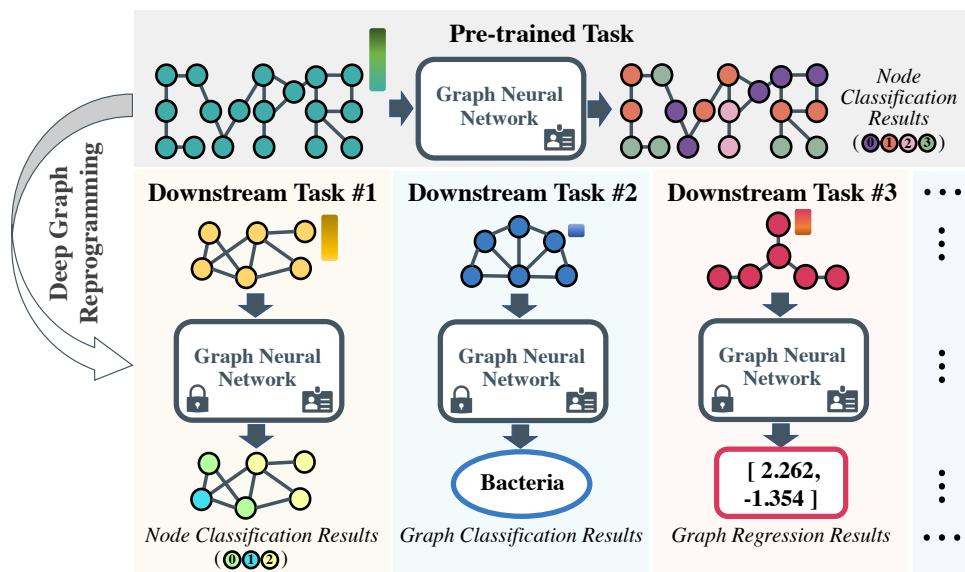 Pre-trained Task
Graph Neural
Network
Node
Classification
Results
( 0 1 2 3 )
Deep Graph
Reprogramming
Downstream Task #1
Graph Neural
Network
Node Classification Results
( 0 1 2 )
Downstream Task #2
Graph Neural
Network
Bacteria
Graph Classification Results
Downstream Task #3
Graph Neural
Network
[ 2.262,
-1.354 ]
Graph Regression Results